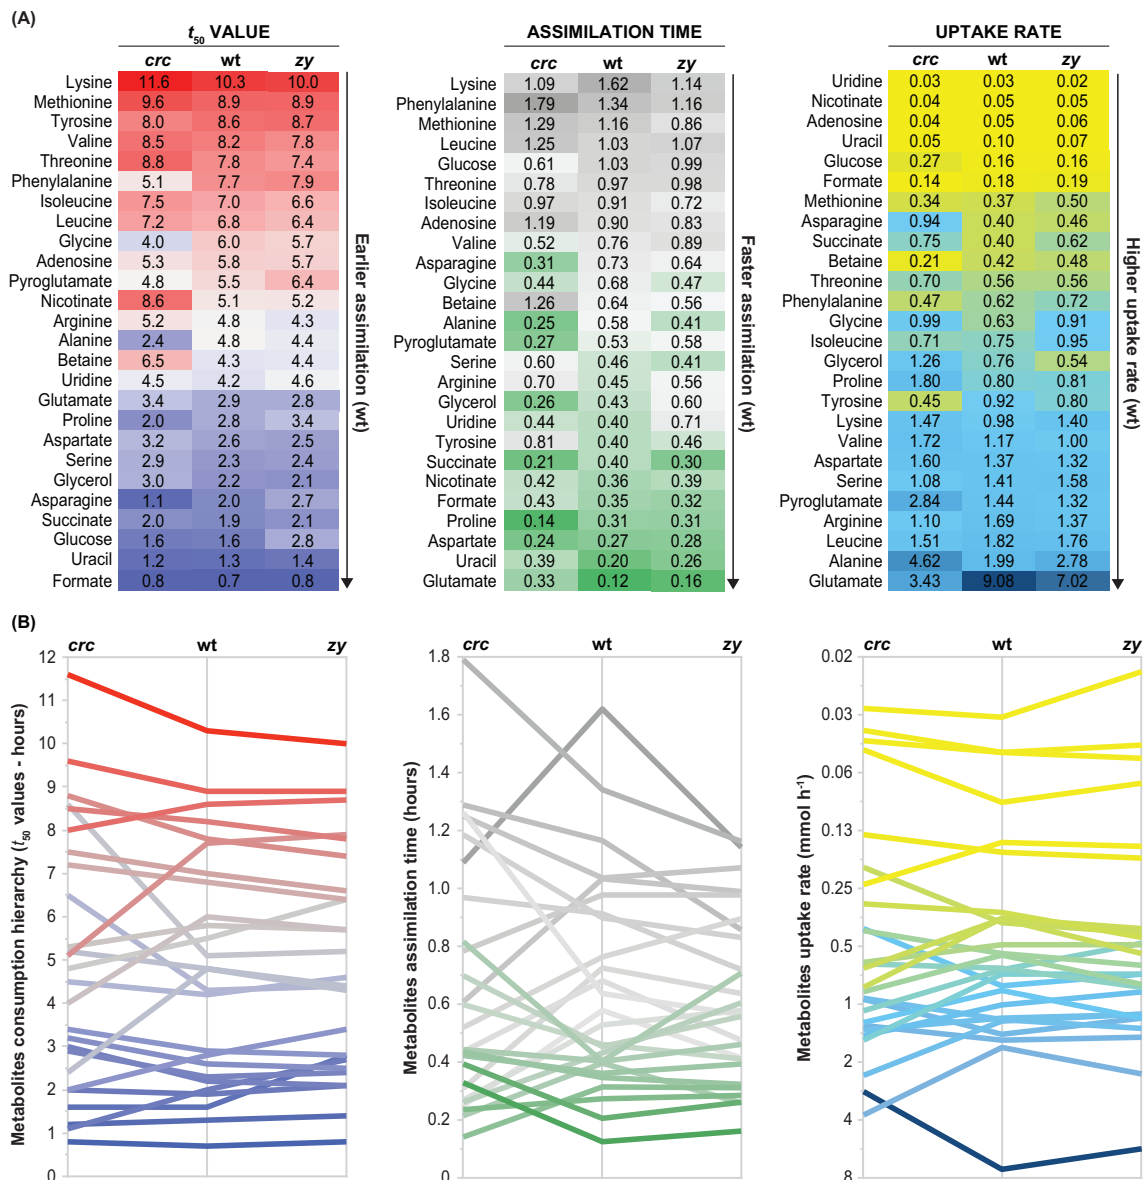 (A)
t50 VALUE
crc wt zy
Lysine 11.6 10.3 10.0
Methionine 9.6 8.9 8.9
Tyrosine 8.0 8.6 8.7
Valine 8.5 8.2 7.8
Threonine 8.8 7.8 7.4
Phenylalanine 5.1 7.7 7.9
Isoleucine 7.5 7.0 6.6
Leucine 7.2 6.8 6.4
Glycine 4.0 6.0 5.7
Adenosine 5.3 5.8 5.7
Pyroglutamate 4.8 5.5 6.4
Nicotinate 8.6 5.1 5.2
Arginine 5.2 4.8 4.3
Alanine 2.4 4.8 4.4
Betaine 6.5 4.3 4.4
Uridine 4.5 4.2 4.6
Glutamate 3.4 2.9 2.8
Proline 2.0 2.8 3.4
Aspartate 3.2 2.6 2.5
Serine 2.9 2.3 2.4
Glycerol 3.0 2.2 2.1
Asparagine 1.1 2.0 2.7
Succinate 2.0 1.9 2.1
Glucose 1.6 1.6 2.8
Uracil 1.2 1.3 1.4
Formate 0.8 0.7 0.8
Earlier assimilation (wt)
ASSIMILATION TIME
crc wt zy
Lysine 1.09 1.62 1.14
Phenylalanine 1.79 1.34 1.16
Methionine 1.29 1.16 0.86
Leucine 1.25 1.03 1.07
Glucose 0.61 1.03 0.99
Threonine 0.78 0.97 0.98
Isoleucine 0.97 0.91 0.72
Adenosine 1.19 0.90 0.83
Valine 0.52 0.76 0.89
Asparagine 0.31 0.73 0.64
Glycine 0.44 0.68 0.47
Betaine 1.26 0.64 0.56
Alanine 0.25 0.58 0.41
Pyroglutamate 0.27 0.53 0.58
Serine 0.60 0.46 0.41
Arginine 0.70 0.45 0.56
Glycerol 0.26 0.43 0.60
Uridine 0.44 0.40 0.71
Tyrosine 0.81 0.40 0.46
Succinate 0.21 0.40 0.30
Nicotinate 0.42 0.36 0.39
Formate 0.43 0.35 0.32
Proline 0.14 0.31 0.31
Aspartate 0.24 0.27 0.28
Uracil 0.39 0.20 0.26
Glutamate 0.33 0.12 0.16
Faster assimilation (wt)
UPTAKE RATE
crc wt zy
Uridine 0.03 0.03 0.02
Nicotinate 0.04 0.05 0.05
Adenosine 0.04 0.05 0.06
Uracil 0.05 0.10 0.07
Glucose 0.27 0.16 0.16
Formate 0.14 0.18 0.19
Methionine 0.34 0.37 0.50
Asparagine 0.94 0.40 0.46
Succinate 0.75 0.40 0.62
Betaine 0.21 0.42 0.48
Threonine 0.70 0.56 0.56
Phenylalanine 0.47 0.62 0.72
Glycine 0.99 0.63 0.91
Isoleucine 0.71 0.75 0.95
Glycerol 1.26 0.76 0.54
Proline 1.80 0.80 0.81
Tyrosine 0.45 0.92 0.80
Lysine 1.47 0.98 1.40
Valine 1.72 1.17 1.00
Aspartate 1.60 1.37 1.32
Serine 1.08 1.41 1.58
Pyroglutamate 2.84 1.44 1.32
Arginine 1.10 1.69 1.37
Leucine 1.51 1.82 1.76
Alanine 4.62 1.99 2.78
Glutamate 3.43 9.08 7.02
Higher uptake rate (wt)
(B)
crc wt zy
Metabolites consumption hierarchy (t50 values - hours)
12
11
10
9
8
7
6
5
4
3
2
1
0
crc wt zy
Metabolites assimilation time (hours)
1.8
1.6
1.4
1.2
1.0
0.8
0.6
0.4
0.2
0
crc wt zy
Metabolites uptake rate (mmol h-1)
0.02
0.03
0.06
0.13
0.25
0.5
1
2
4
8